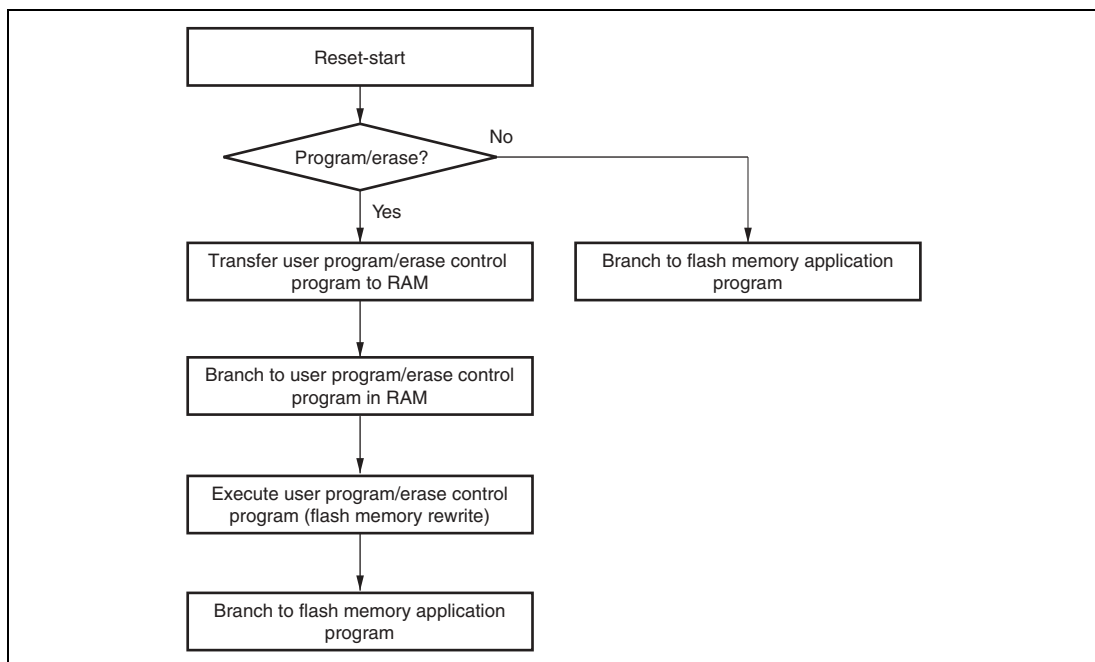 Reset-start
Program/erase?
No
Yes
Transfer user program/erase control
program to RAM
Branch to flash memory application
program
Branch to user program/erase control
program in RAM
Execute user program/erase control
program (flash memory rewrite)
Branch to flash memory application
program